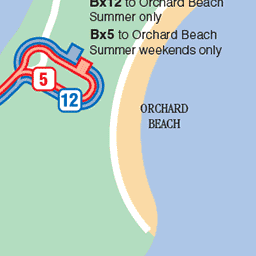 Bx12 to Orchard Beach
Summer only
Bx5 to Orchard Beach
Summer weekends only
5
12
ORCHARD
BEACH